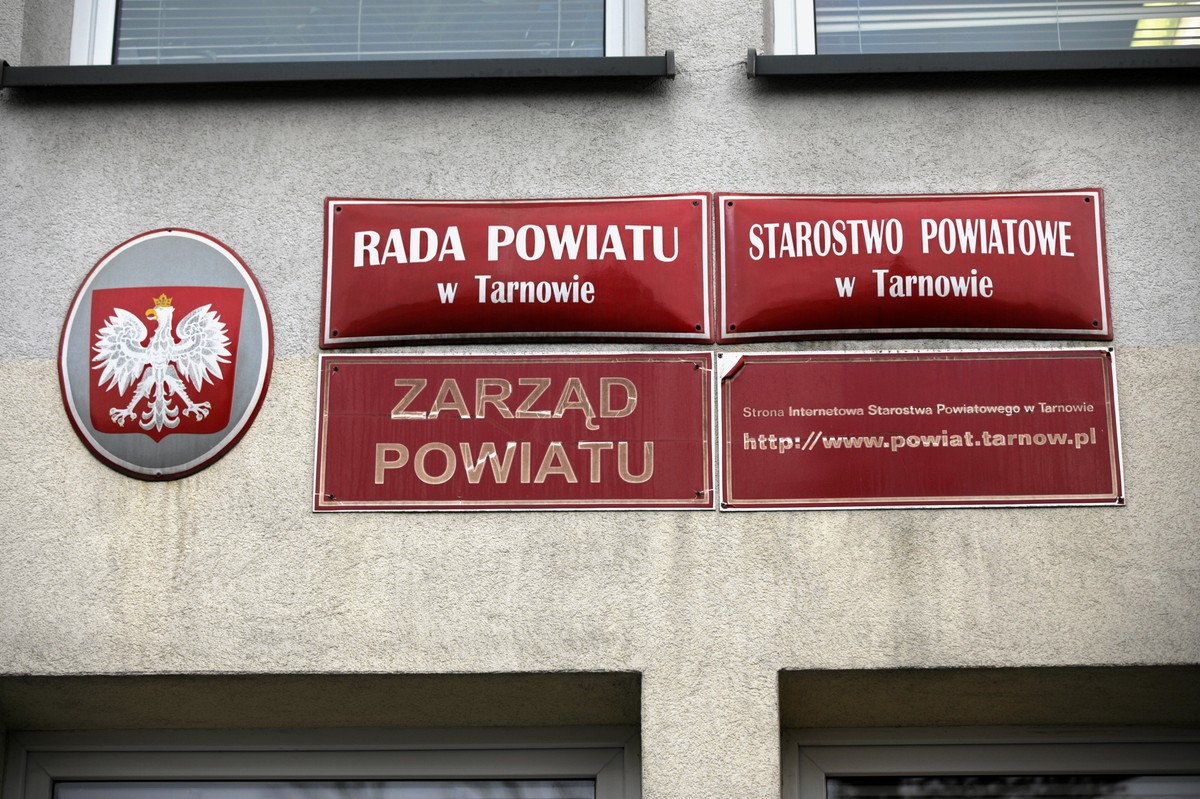 RADA POWIATU
w Tarnowie
STAROSTWO POWIATOWE
w Tarnowie
ZARZĄD
POWIATU
Strona Internetowa Starostwa Powiatowego w Tarnowie
http://www.powiat.tarnow.pl